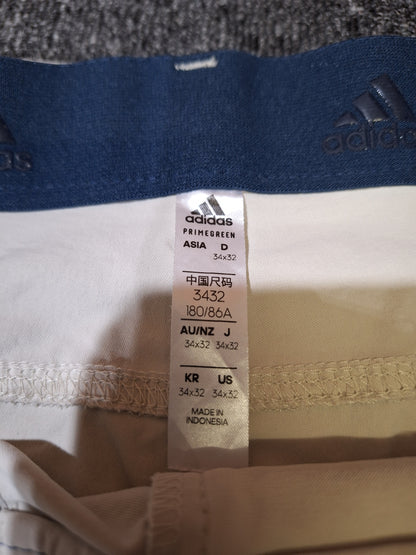 adidas
adidas
adidas
PRIMEGREEN
ASIA D
34x32
中国尺码
3432
180/86A
AU/NZ J
34x32 34x32
KR US
34x32 34x32
MADE IN
INDONESIA